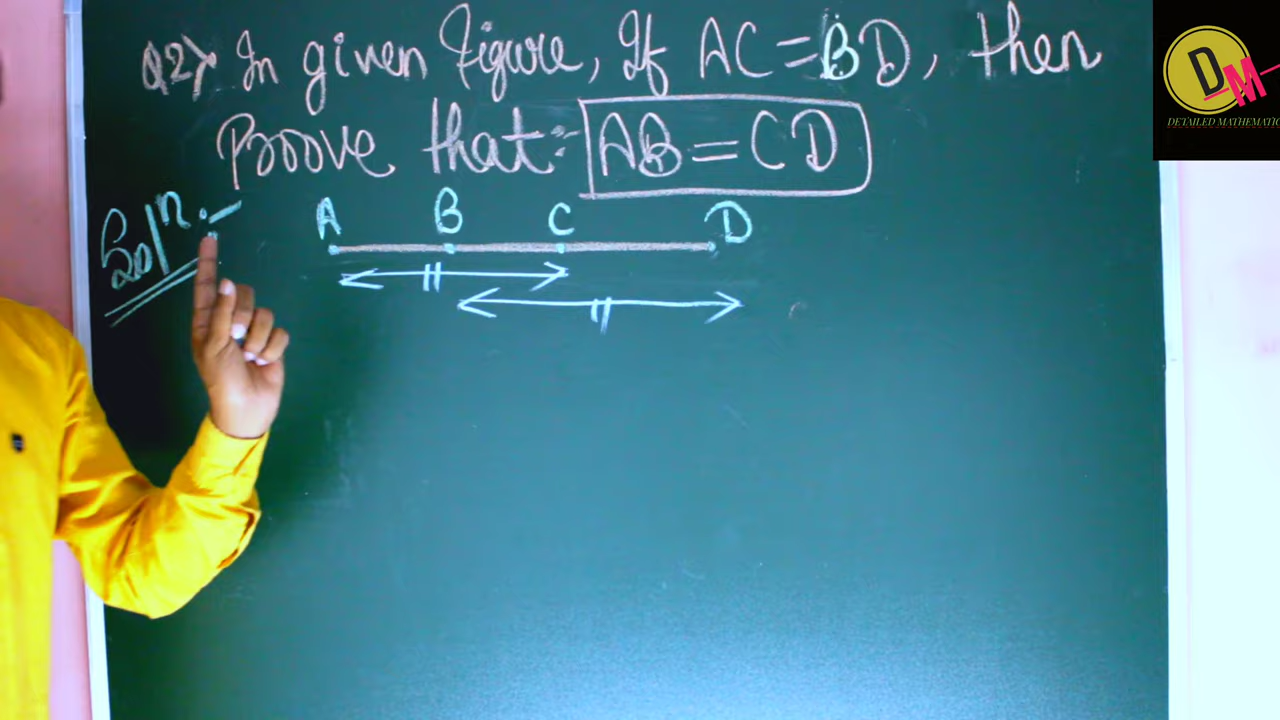 Q2> In given figure, If AC = BD, then
Proove that:- AB = CD
Solⁿ:-
A B C D
DM
DETAILED MATHEMATIC